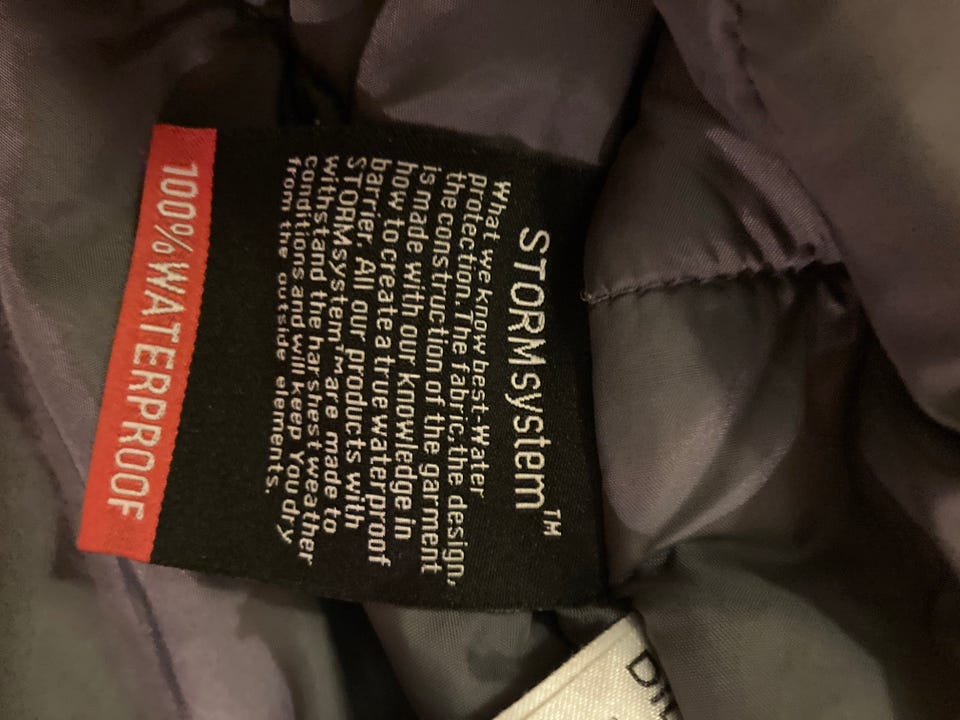 STORMsystem™
What we know best. Water
protection. The fabric, the design,
the construction of the garment
is made with our knowledge in
how to create a true waterproof
barrier. All our products with
STORMsystem™ are made to
withstand the harshest weather
conditions and will keep you dry
from the outside elements.
100% WATERPROOF